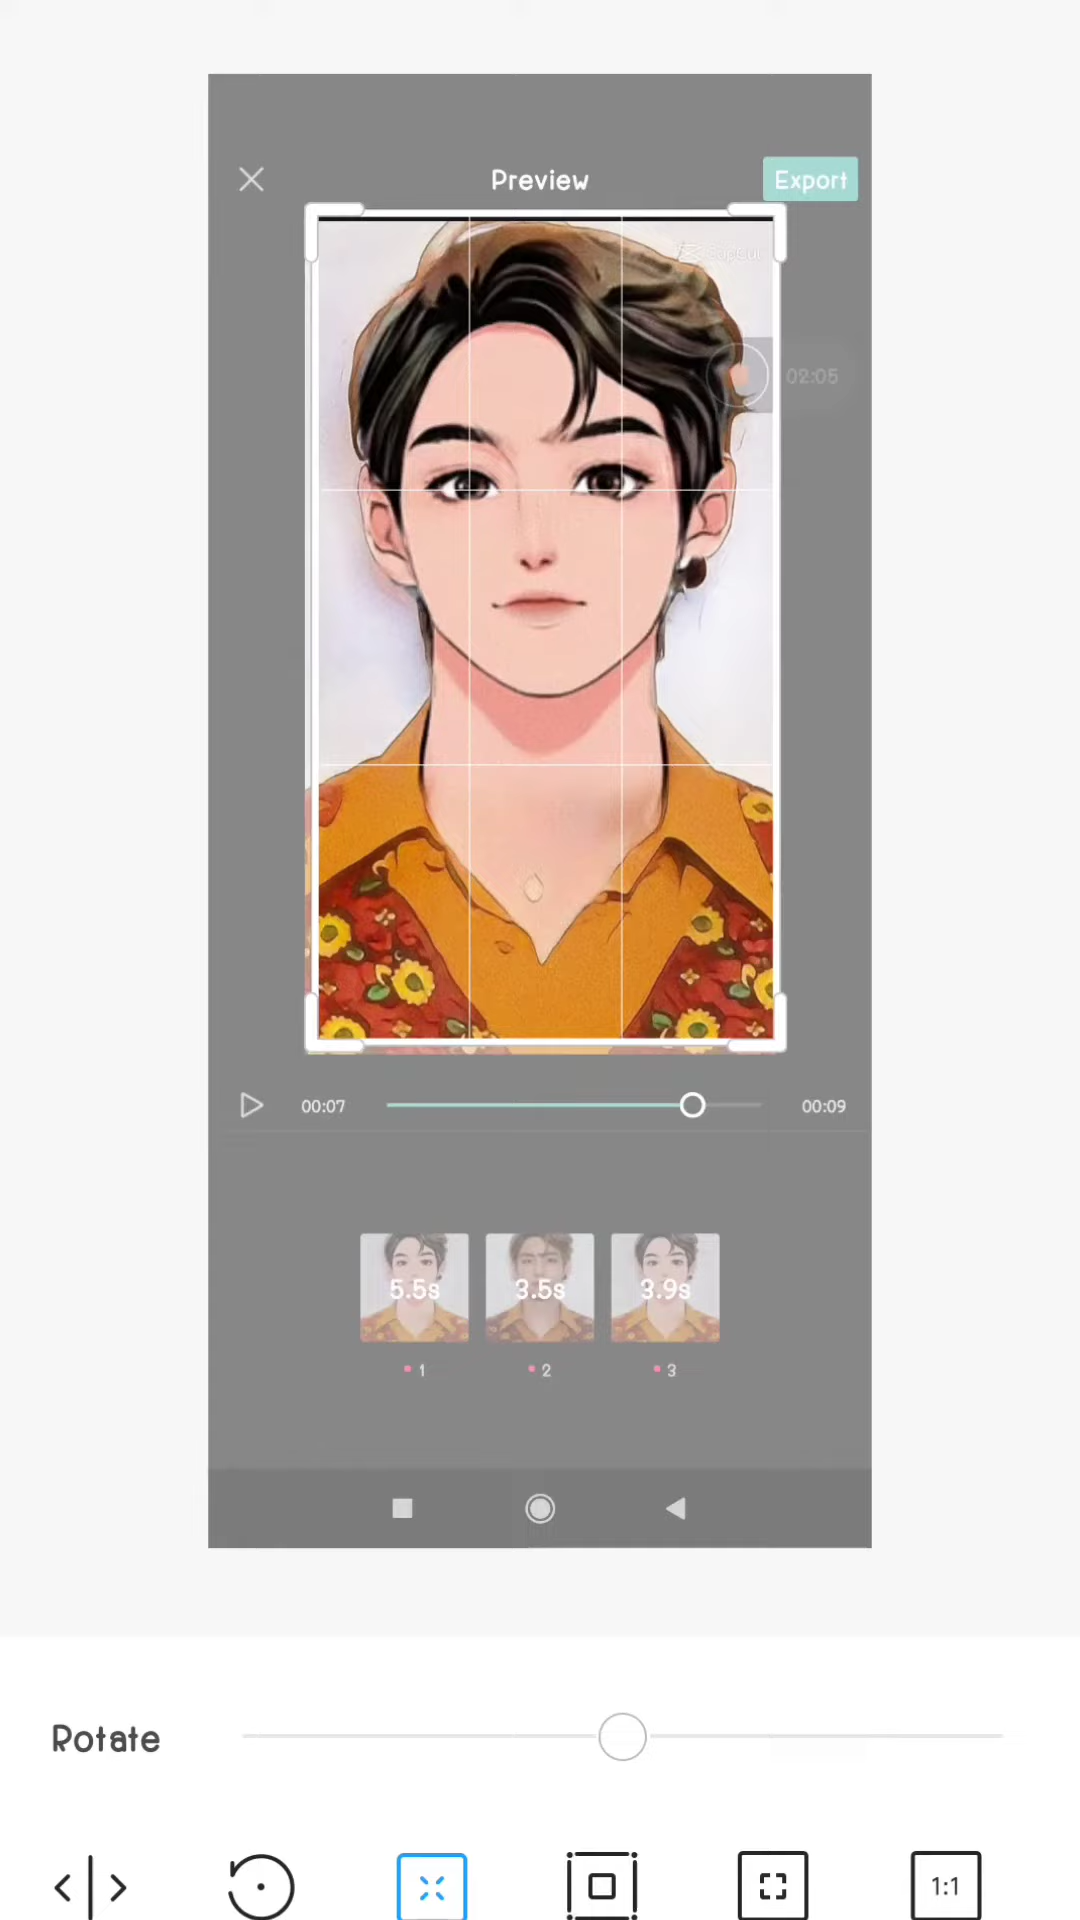 Preview
Export
CapCut
02:05
00:07
00:09
5.5s
3.5s
3.9s
1
2
3
Rotate
1:1